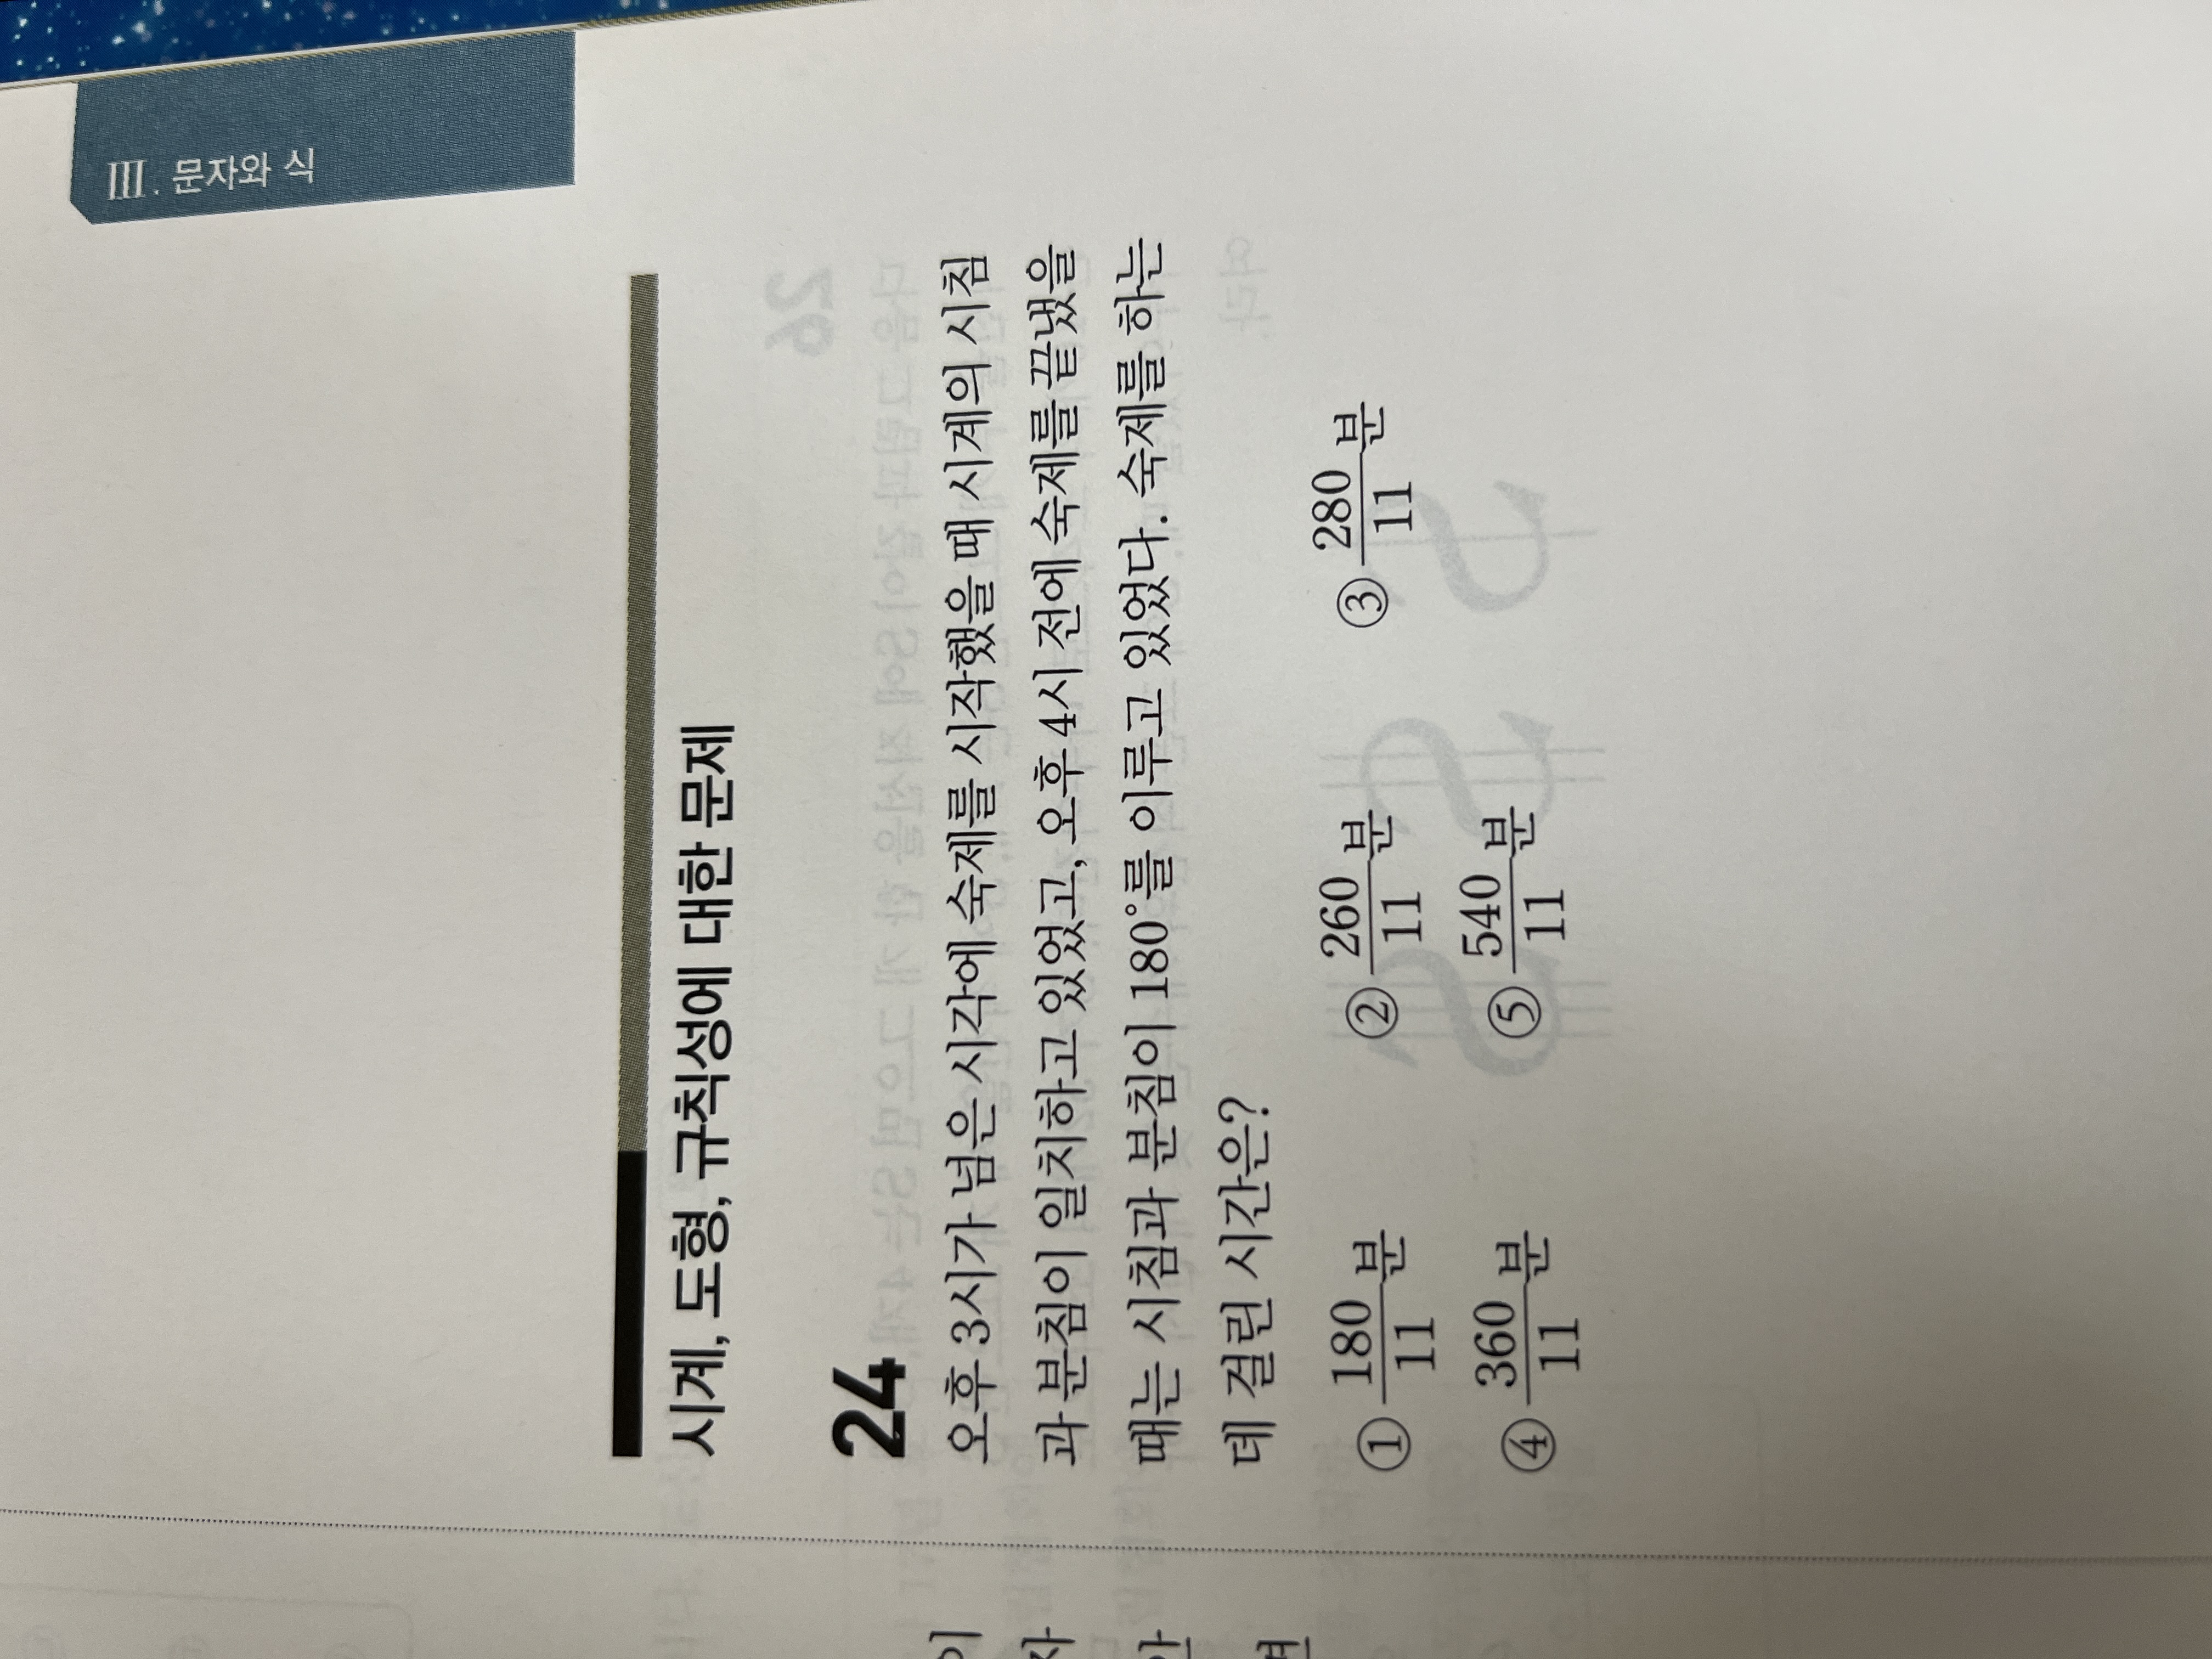 III. 문자와 식
시계, 도형, 규칙성에 대한 문제
24
오후 3시가 넘은 시각에 숙제를 시작했을 때 시계의 시침
과 분침이 일치하고 있었고, 오후 4시 전에 숙제를 끝냈을
때는 시침과 분침이 180°를 이루고 있었다. 숙제를 하는
데 걸린 시간은?
① 180/11 분 ② 260/11 분 ③ 280/11 분
④ 360/11 분 ⑤ 540/11 분